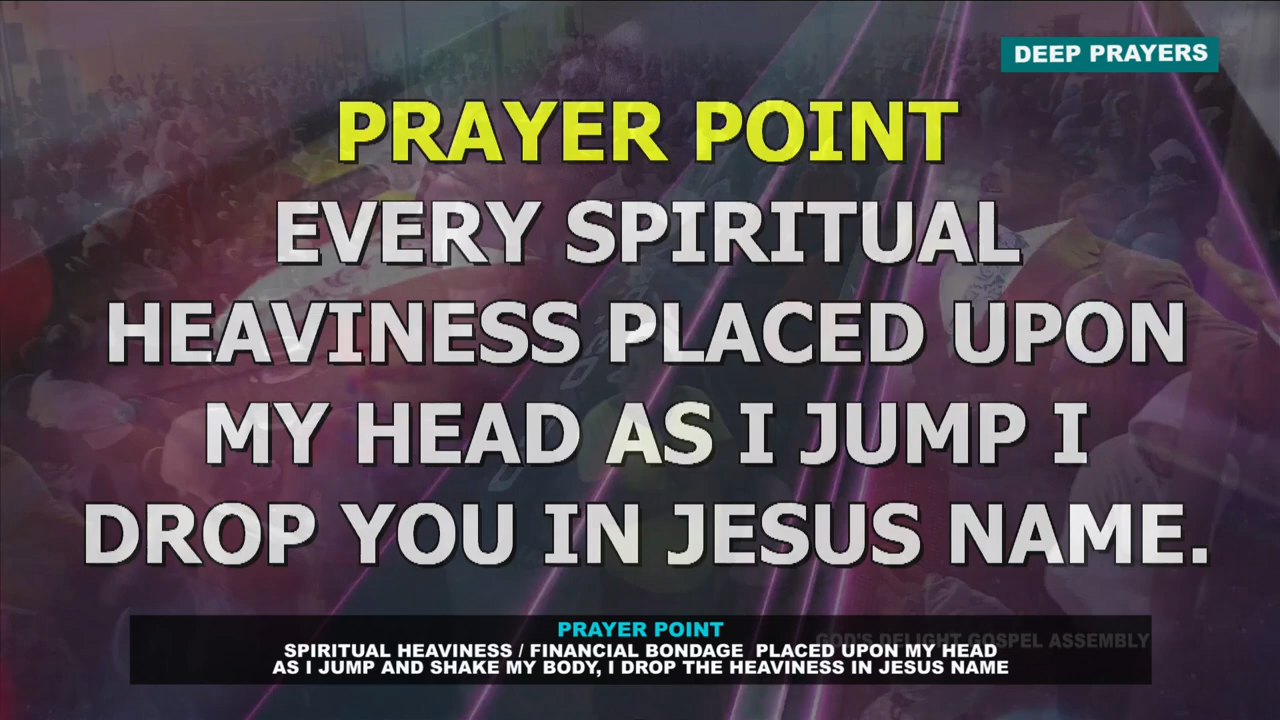 DEEP PRAYERS
PRAYER POINT
EVERY SPIRITUAL
HEAVINESS PLACED UPON
MY HEAD AS I JUMP I
DROP YOU IN JESUS NAME.
PRAYER POINT
GOD'S DELIGHT GOSPEL ASSEMBLY
SPIRITUAL HEAVINESS / FINANCIAL BONDAGE PLACED UPON MY HEAD
AS I JUMP AND SHAKE MY BODY, I DROP THE HEAVINESS IN JESUS NAME